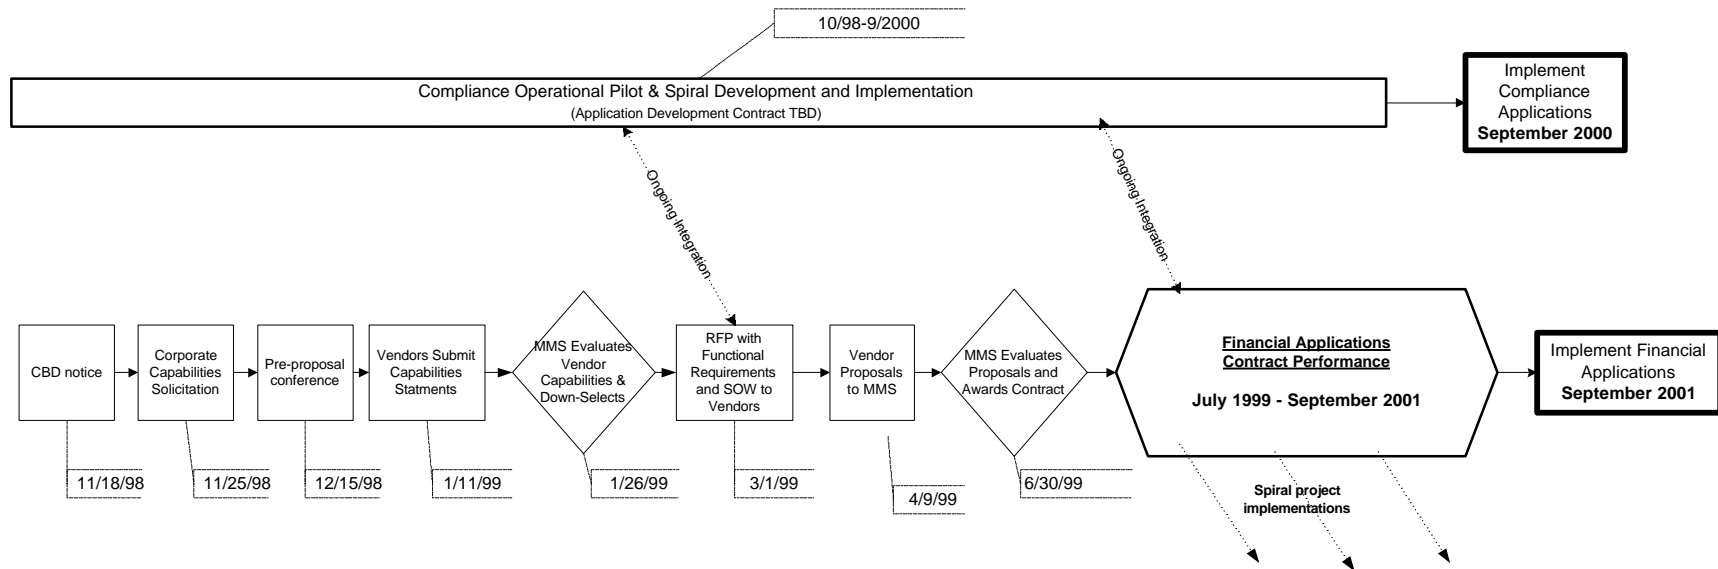 10/98-9/2000
Compliance Operational Pilot & Spiral Development and Implementation
(Application Development Contract TBD)
Implement
Compliance
Applications
September 2000
Ongoing Integration
Ongoing Integration
CBD notice
Corporate
Capabilities
Solicitation
Pre-proposal
conference
Vendors Submit
Capabilities
Statments
MMS Evaluates
Vendor
Capabilities &
Down-Selects
RFP with
Functional
Requirements
and SOW to
Vendors
Vendor
Proposals
to MMS
MMS Evaluates
Proposals and
Awards Contract
Financial Applications
Contract Performance
July 1999 - September 2001
Implement Financial
Applications
September 2001
11/18/98
11/25/98
12/15/98
1/11/99
1/26/99
3/1/99
4/9/99
6/30/99
Spiral project
implementations